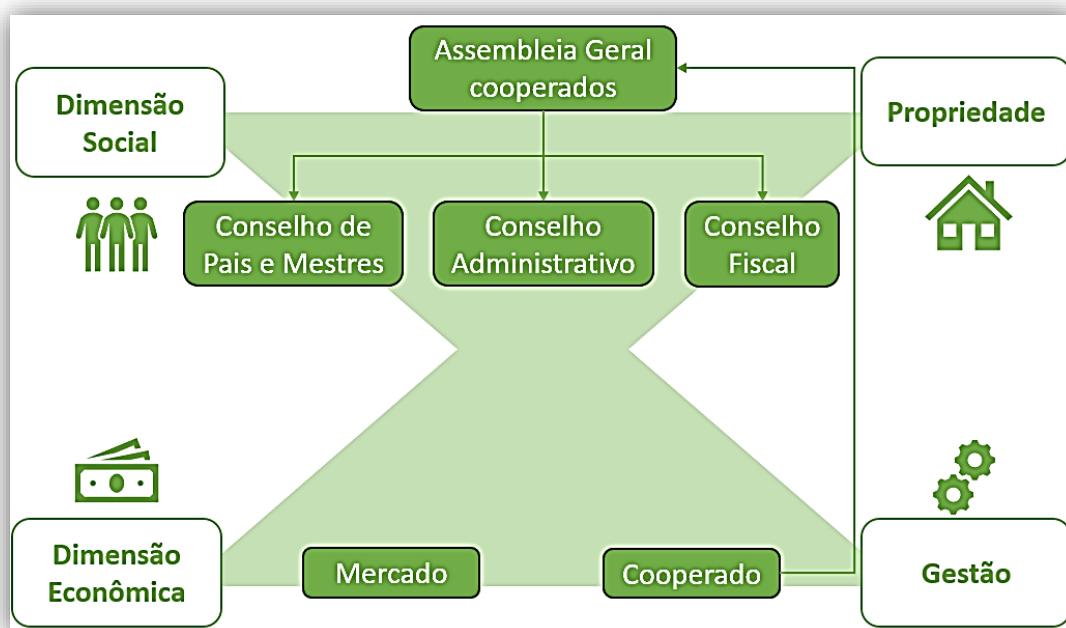 Assembleia Geral
cooperados
Dimensão
Social
Propriedade
Conselho de
Pais e Mestres
Conselho
Administrativo
Conselho
Fiscal
Dimensão
Econômica
Mercado
Cooperado
Gestão